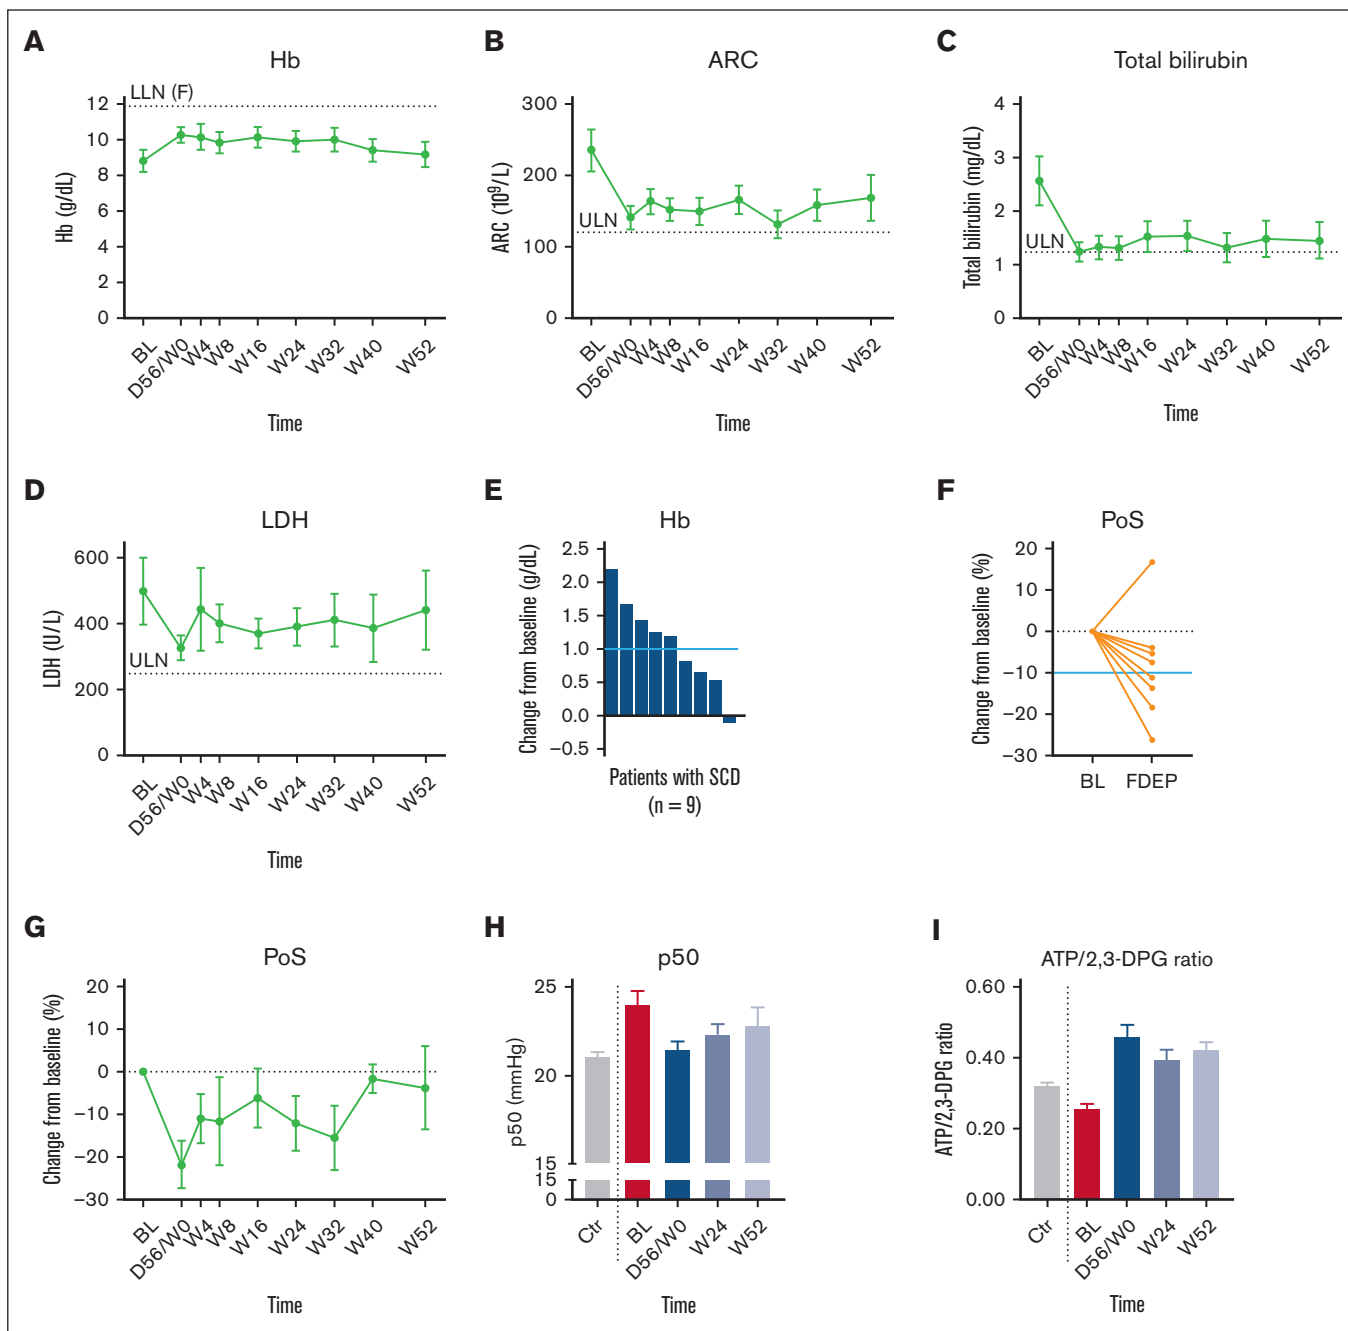 A
Hb
LLN (F)
12
10
8
6
4
2
0
Hb (g/dL)
BL
D56/W0
W4
W8
W16
W24
W32
W40
W52
Time
B
ARC
300
200
100
0
ULN
ARC (10⁹/L)
BL
D56/W0
W4
W8
W16
W24
W32
W40
W52
Time
C
Total bilirubin
4
3
2
1
0
ULN
Total bilirubin (mg/dL)
BL
D56/W0
W4
W8
W16
W24
W32
W40
W52
Time
D
LDH
600
400
200
0
ULN
LDH (U/L)
BL
D56/W0
W4
W8
W16
W24
W32
W40
W52
Time
E
Hb
2.5
2.0
1.5
1.0
0.5
0.0
−0.5
Change from baseline (g/dL)
Patients with SCD
(n = 9)
F
PoS
20
10
0
−10
−20
−30
Change from baseline (%)
BL
FDEP
G
PoS
20
10
0
−10
−20
−30
Change from baseline (%)
BL
D56/W0
W4
W8
W16
W24
W32
W40
W52
Time
H
p50
25
20
15
15
0
p50 (mmHg)
Ctr
BL
D56/W0
W24
W52
Time
I
ATP/2,3-DPG ratio
0.60
0.40
0.20
0.00
ATP/2,3-DPG ratio
Ctr
BL
D56/W0
W24
W52
Time